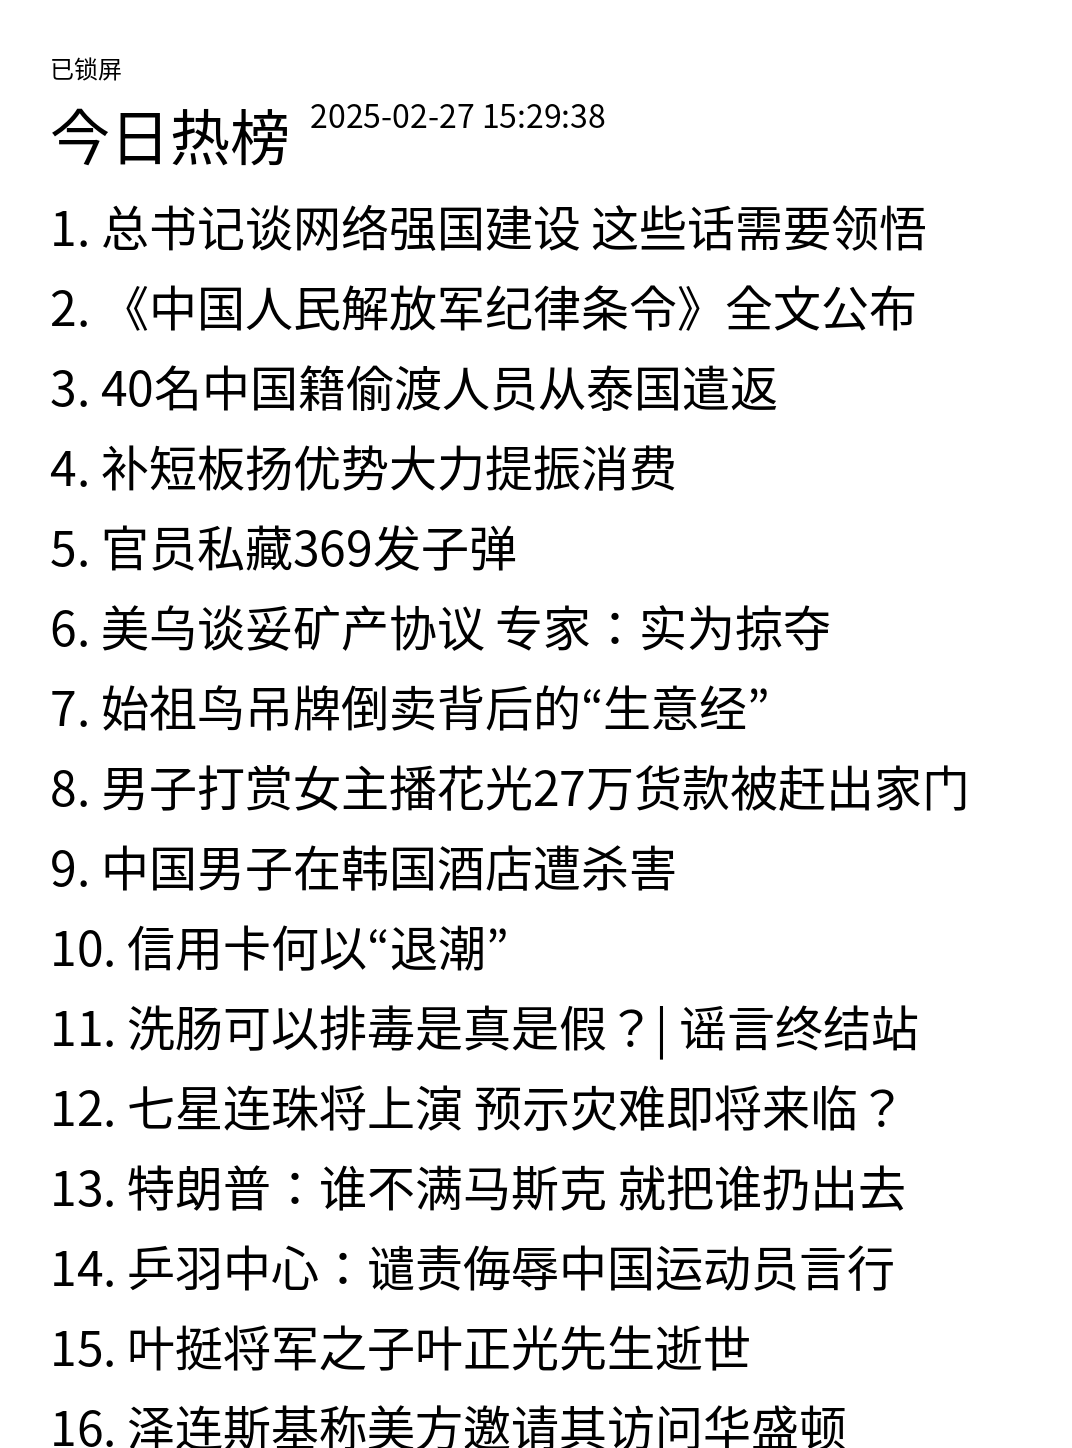 已锁屏
今日热榜 2025-02-27 15:29:38
1. 总书记谈网络强国建设 这些话需要领悟
2. 《中国人民解放军纪律条令》全文公布
3. 40名中国籍偷渡人员从泰国遣返
4. 补短板扬优势大力提振消费
5. 官员私藏369发子弹
6. 美乌谈妥矿产协议 专家：实为掠夺
7. 始祖鸟吊牌倒卖背后的“生意经”
8. 男子打赏女主播花光27万货款被赶出家门
9. 中国男子在韩国酒店遭杀害
10. 信用卡何以“退潮”
11. 洗肠可以排毒是真是假？| 谣言终结站
12. 七星连珠将上演 预示灾难即将来临？
13. 特朗普：谁不满马斯克 就把谁扔出去
14. 乒羽中心：谴责侮辱中国运动员言行
15. 叶挺将军之子叶正光先生逝世
16. 泽连斯基称美方邀请其访问华盛顿